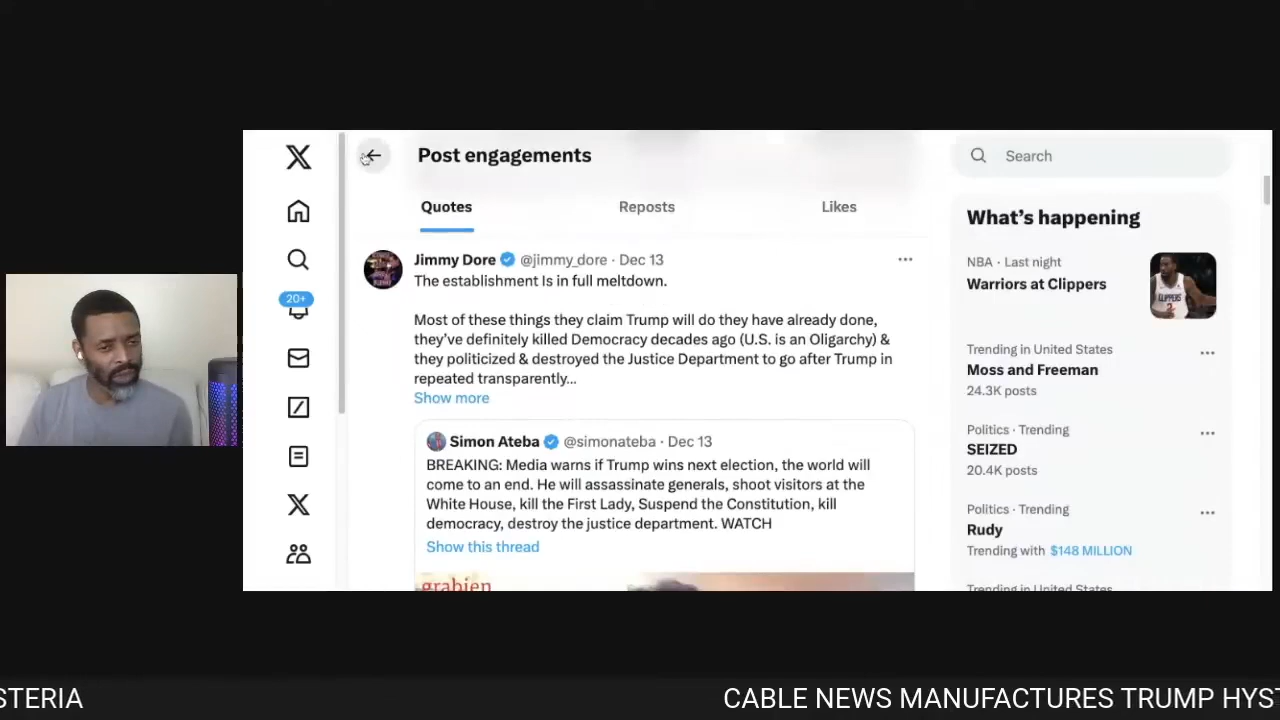 Post engagements
Search
Quotes
Reposts
Likes
Jimmy Dore @jimmy_dore · Dec 13
The establishment Is in full meltdown.
Most of these things they claim Trump will do they have already done,
they’ve definitely killed Democracy decades ago (U.S. is an Oligarchy) &
they politicized & destroyed the Justice Department to go after Trump in
repeated transparently...
Show more
Simon Ateba @simonateba · Dec 13
BREAKING: Media warns if Trump wins next election, the world will
come to an end. He will assassinate generals, shoot visitors at the
White House, kill the First Lady, Suspend the Constitution, kill
democracy, destroy the justice department. WATCH
Show this thread
grabien
20+
What’s happening
NBA · Last night
Warriors at Clippers
CLIPPERS
2
Trending in United States
Moss and Freeman
24.3K posts
Politics · Trending
SEIZED
20.4K posts
Politics · Trending
Rudy
Trending with $148 MILLION
Trending in United States
STERIA
CABLE NEWS MANUFACTURES TRUMP HYST